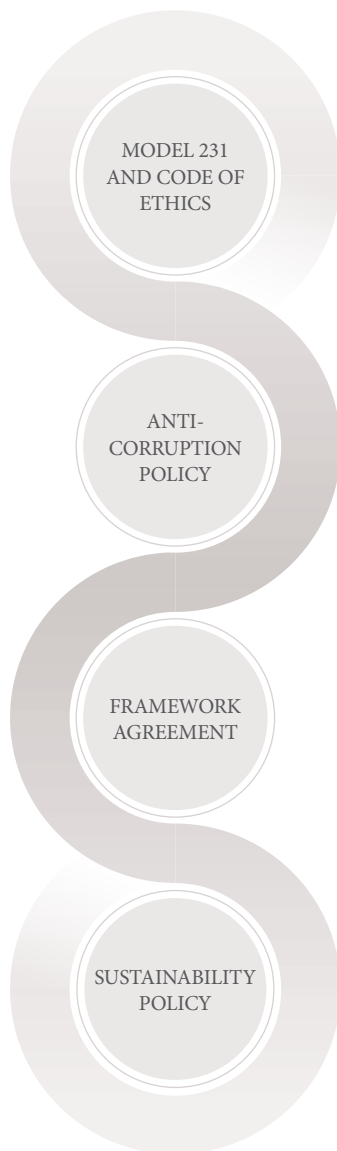 MODEL 231
AND CODE OF
ETHICS
ANTI-
CORRUPTION
POLICY
FRAMEWORK
AGREEMENT
SUSTAINABILITY
POLICY